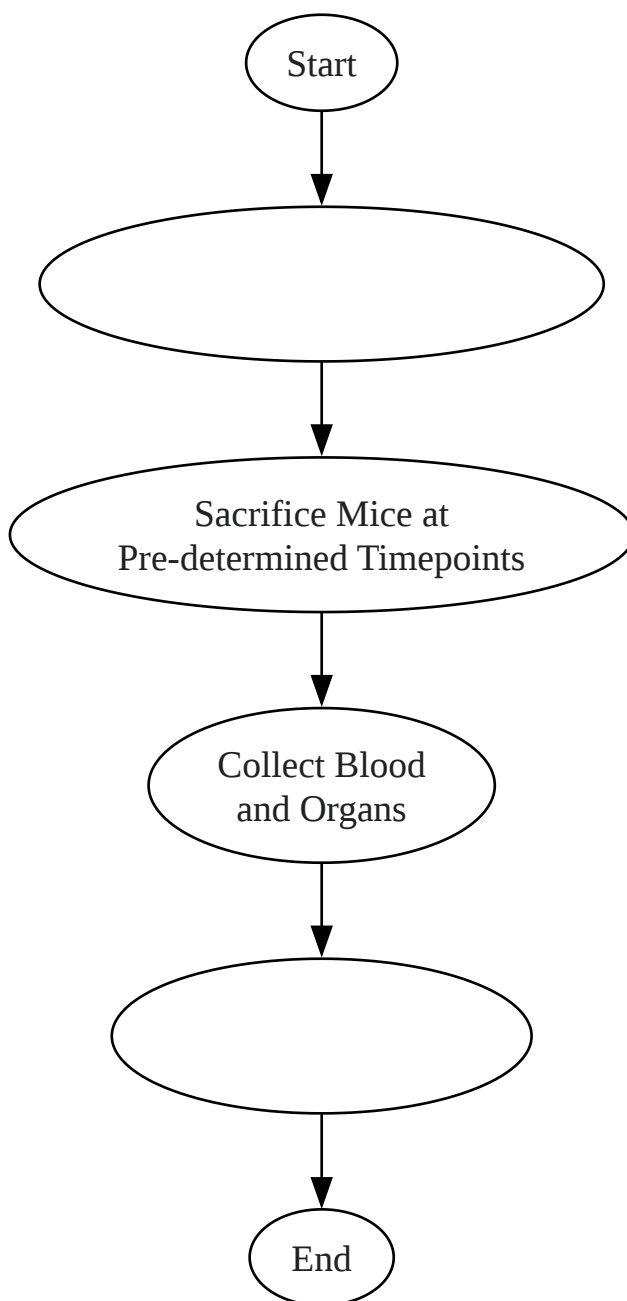 Start
Sacrifice Mice at
Pre-determined Timepoints
Collect Blood
and Organs
End